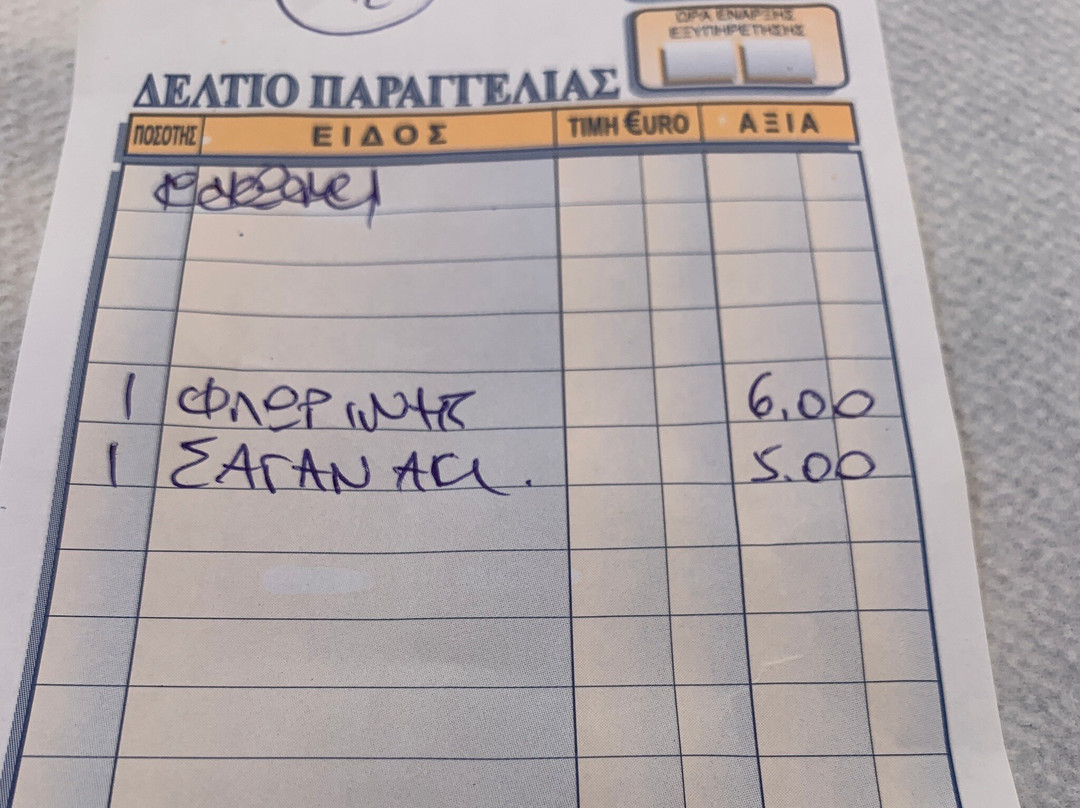 ΩΡΑ ΕΝΑΡΞΗΣ
ΕΞΥΠΗΡΕΤΗΣΗΣ
ΔΕΛΤΙΟ ΠΑΡΑΓΓΕΛΙΑΣ
ΠΟΣΟΤΗΣ ΕΙΔΟΣ ΤΙΜΗ €URO ΑΞΙΑ
1 ΦΛΩΡΙΝΗΣ 6.00
1 ΣΑΓΑΝΑΚΙ. 5.00